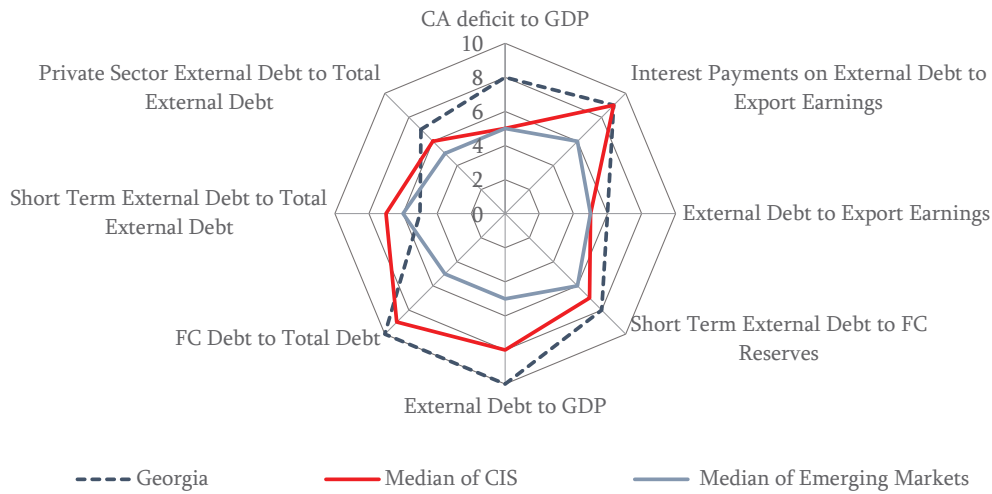 CA deficit to GDP
10
8
6
4
2
0
Interest Payments on External Debt to
Export Earnings
External Debt to Export Earnings
Short Term External Debt to FC
Reserves
External Debt to GDP
FC Debt to Total Debt
Short Term External Debt to Total
External Debt
Private Sector External Debt to Total
External Debt
Georgia
Median of CIS
Median of Emerging Markets